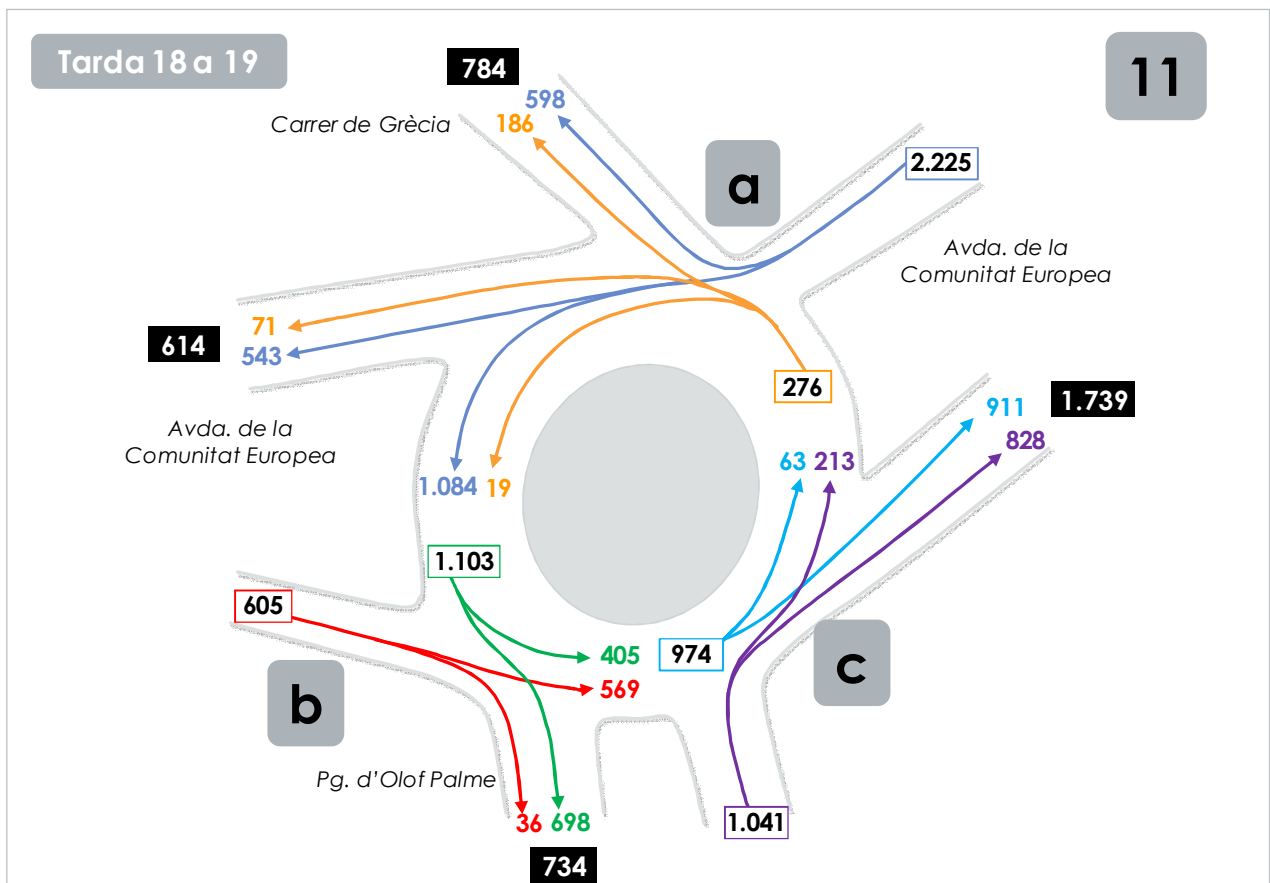 Tarda 18 a 19
784
11
598
186
Carrer de Grècia
a
2.225
Avda. de la
Comunitat Europea
71
614
543
276
911
1.739
828
Avda. de la
Comunitat Europea
63 213
1.084 19
1.103
605
405
974
569
c
b
Pg. d'Olof Palme
36 698
1.041
734